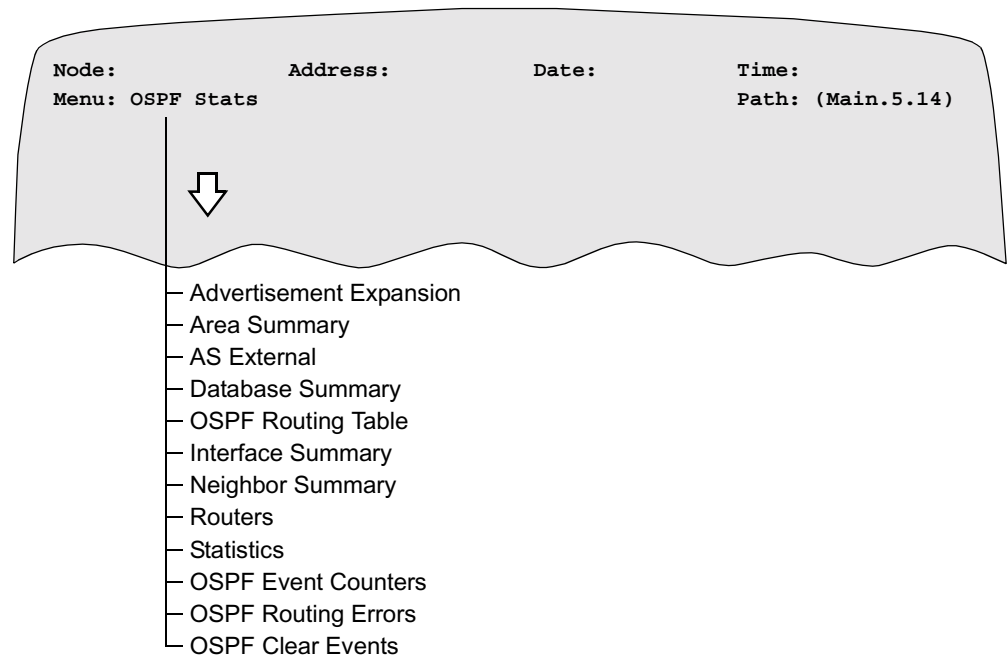 Node: Address: Date: Time:
Menu: OSPF Stats Path: (Main.5.14)
Advertisement Expansion
Area Summary
AS External
Database Summary
OSPF Routing Table
Interface Summary
Neighbor Summary
Routers
Statistics
OSPF Event Counters
OSPF Routing Errors
OSPF Clear Events